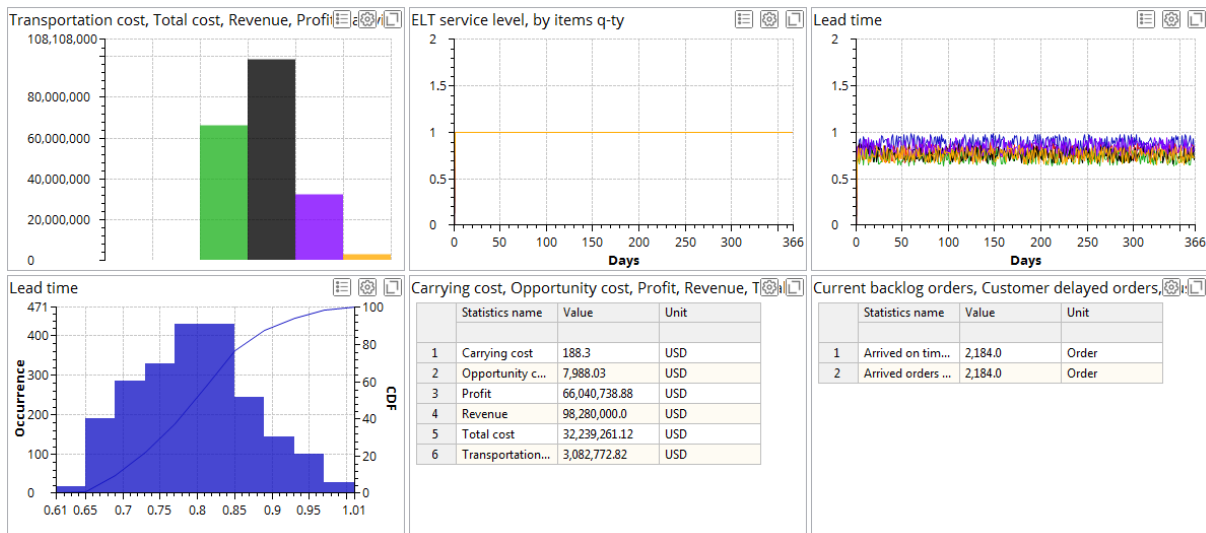 Transportation cost, Total cost, Revenue, Profit
108,108,000
80,000,000
60,000,000
40,000,000
20,000,000
0
ELT service level, by items q-ty
2
1.5
1
0.5
0
0 50 100 150 200 250 300 366
Days
Lead time
2
1.5
1
0.5
0
0 50 100 150 200 250 300 366
Days
Lead time
471
400
300
200
100
0
Occurrence
100
80
60
40
20
0
CDF
0.61 0.65 0.7 0.75 0.8 0.85 0.9 0.95 1.01
Carrying cost, Opportunity cost, Profit, Revenue,
Statistics name Value Unit
1 Carrying cost 188.3 USD
2 Opportunity c... 7,988.03 USD
3 Profit 66,040,738.88 USD
4 Revenue 98,280,000.0 USD
5 Total cost 32,239,261.12 USD
6 Transportation... 3,082,772.82 USD
Current backlog orders, Customer delayed orders,
Statistics name Value Unit
1 Arrived on tim... 2,184.0 Order
2 Arrived orders ... 2,184.0 Order